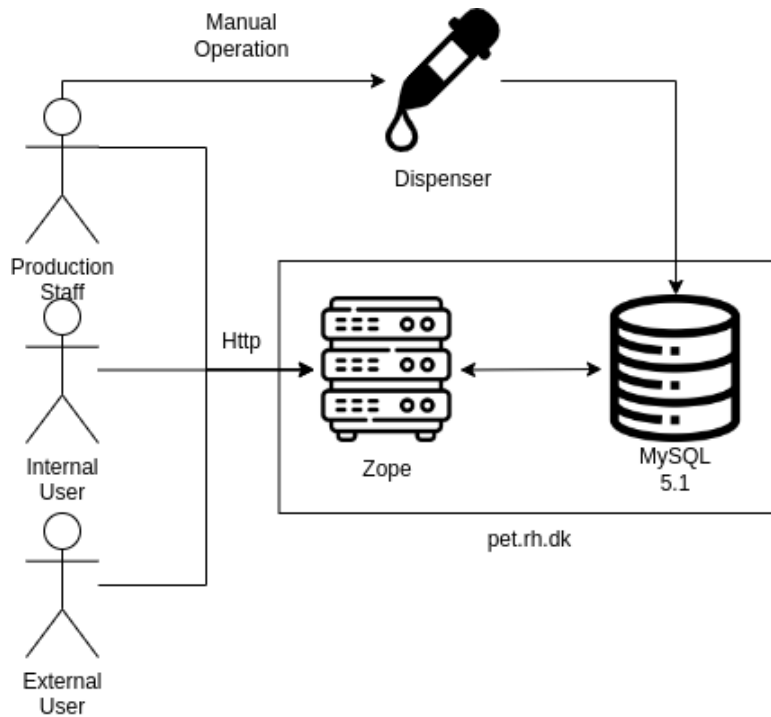 Manual
Operation
Dispenser
Production
Staff
Http
Internal
User
Zope
MySQL
5.1
pet.rh.dk
External
User